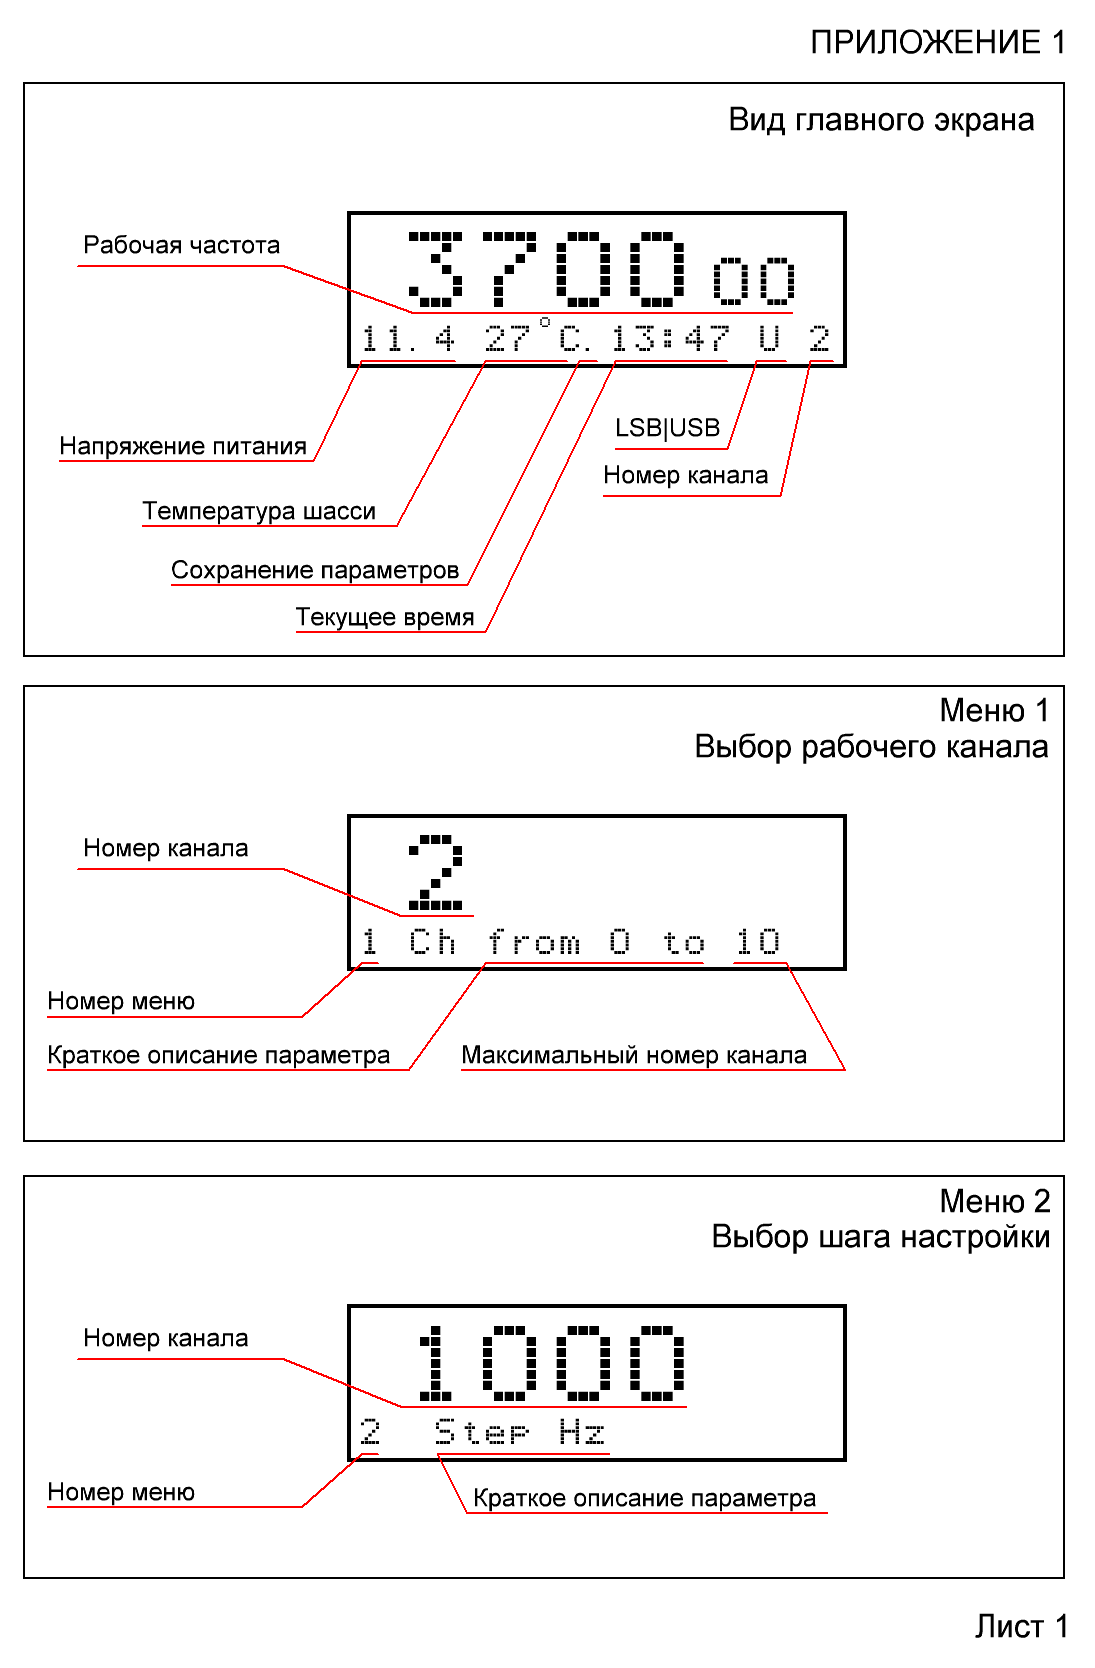 ПРИЛОЖЕНИЕ 1
Вид главного экрана
Рабочая частота
3700 00
11.4 27°C. 13:47 U 2
LSB|USB
Напряжение питания
Номер канала
Температура шасси
Сохранение параметров
Текущее время
Меню 1
Выбор рабочего канала
Номер канала
2
1 Ch from 0 to 10
Номер меню
Краткое описание параметра
Максимальный номер канала
Меню 2
Выбор шага настройки
Номер канала
1000
2 Step Hz
Номер меню
Краткое описание параметра
Лист 1